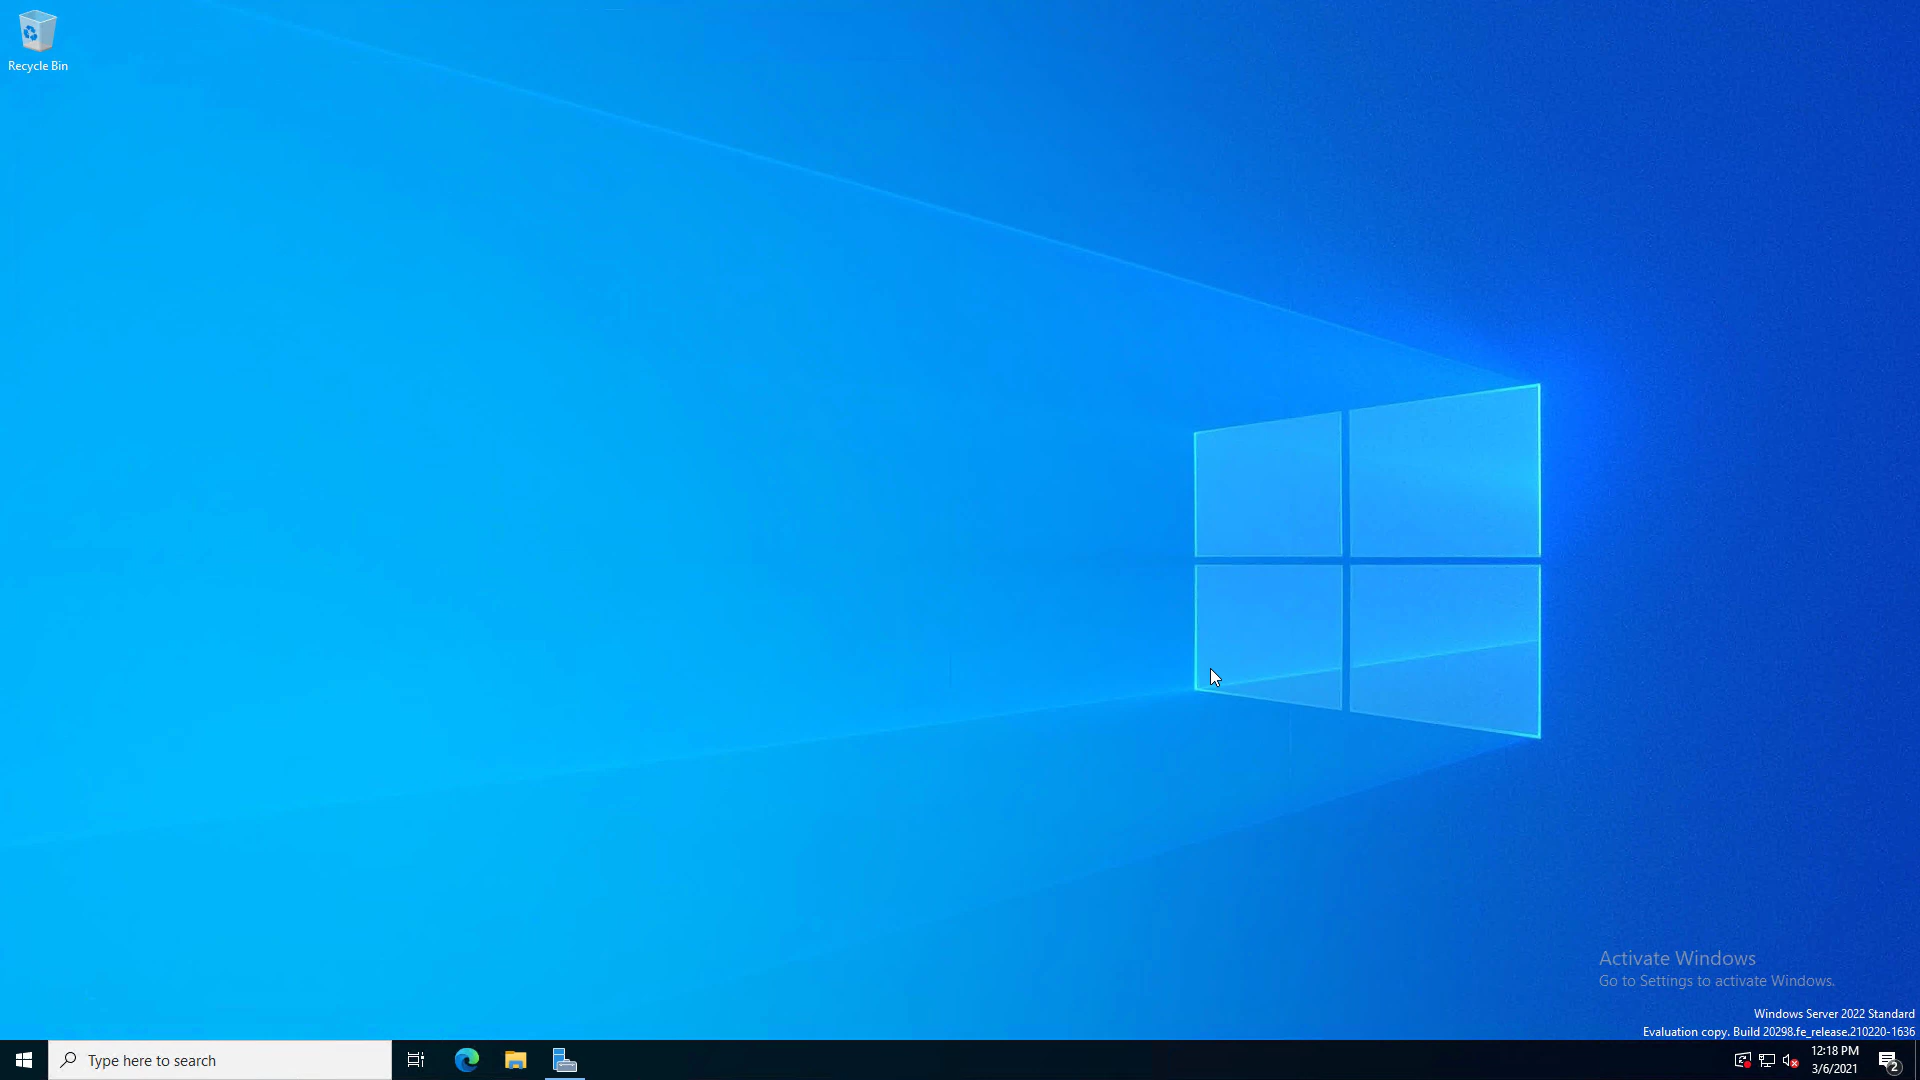 Recycle Bin
Activate Windows
Go to Settings to activate Windows.
Windows Server 2022 Standard
Evaluation copy. Build 20298.fe_release.210220-1636
Type here to search
12:18 PM
3/6/2021
2